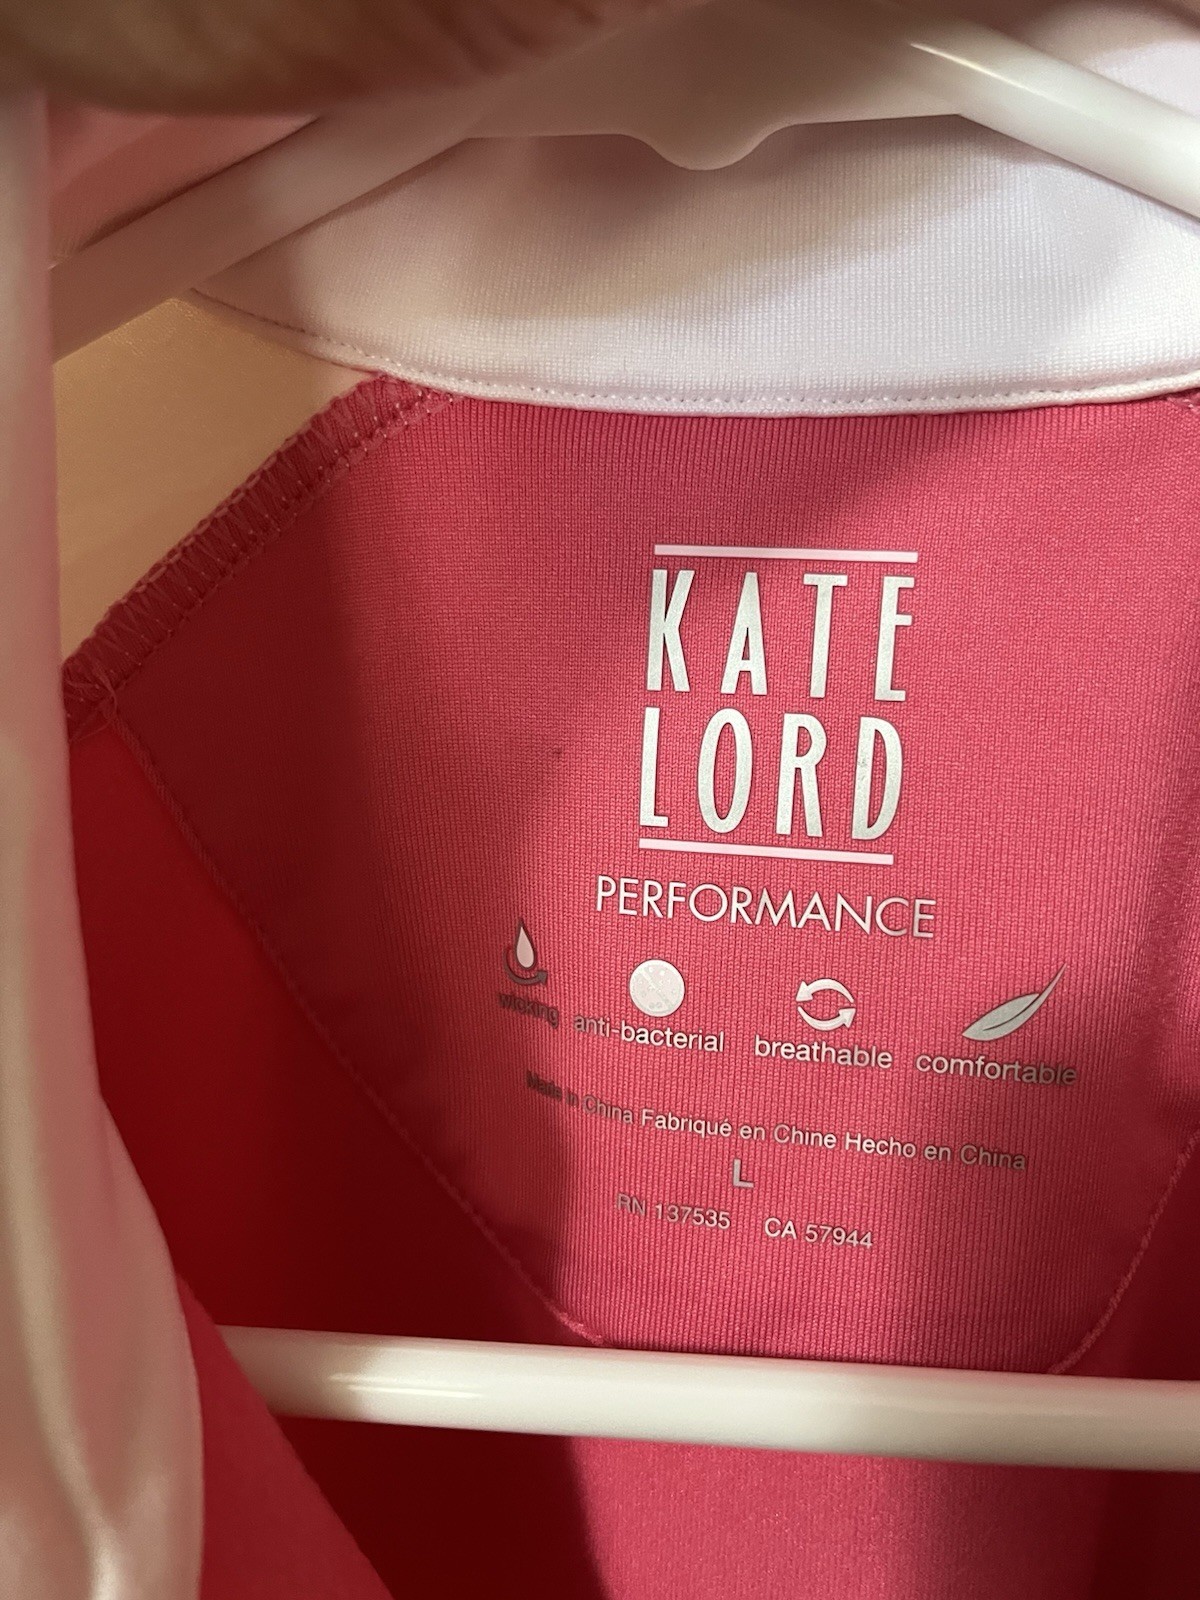 KATE
LORD
PERFORMANCE
wicking anti-bacterial breathable comfortable
Made in China Fabriqué en Chine Hecho en China
L
RN 137535 CA 57944